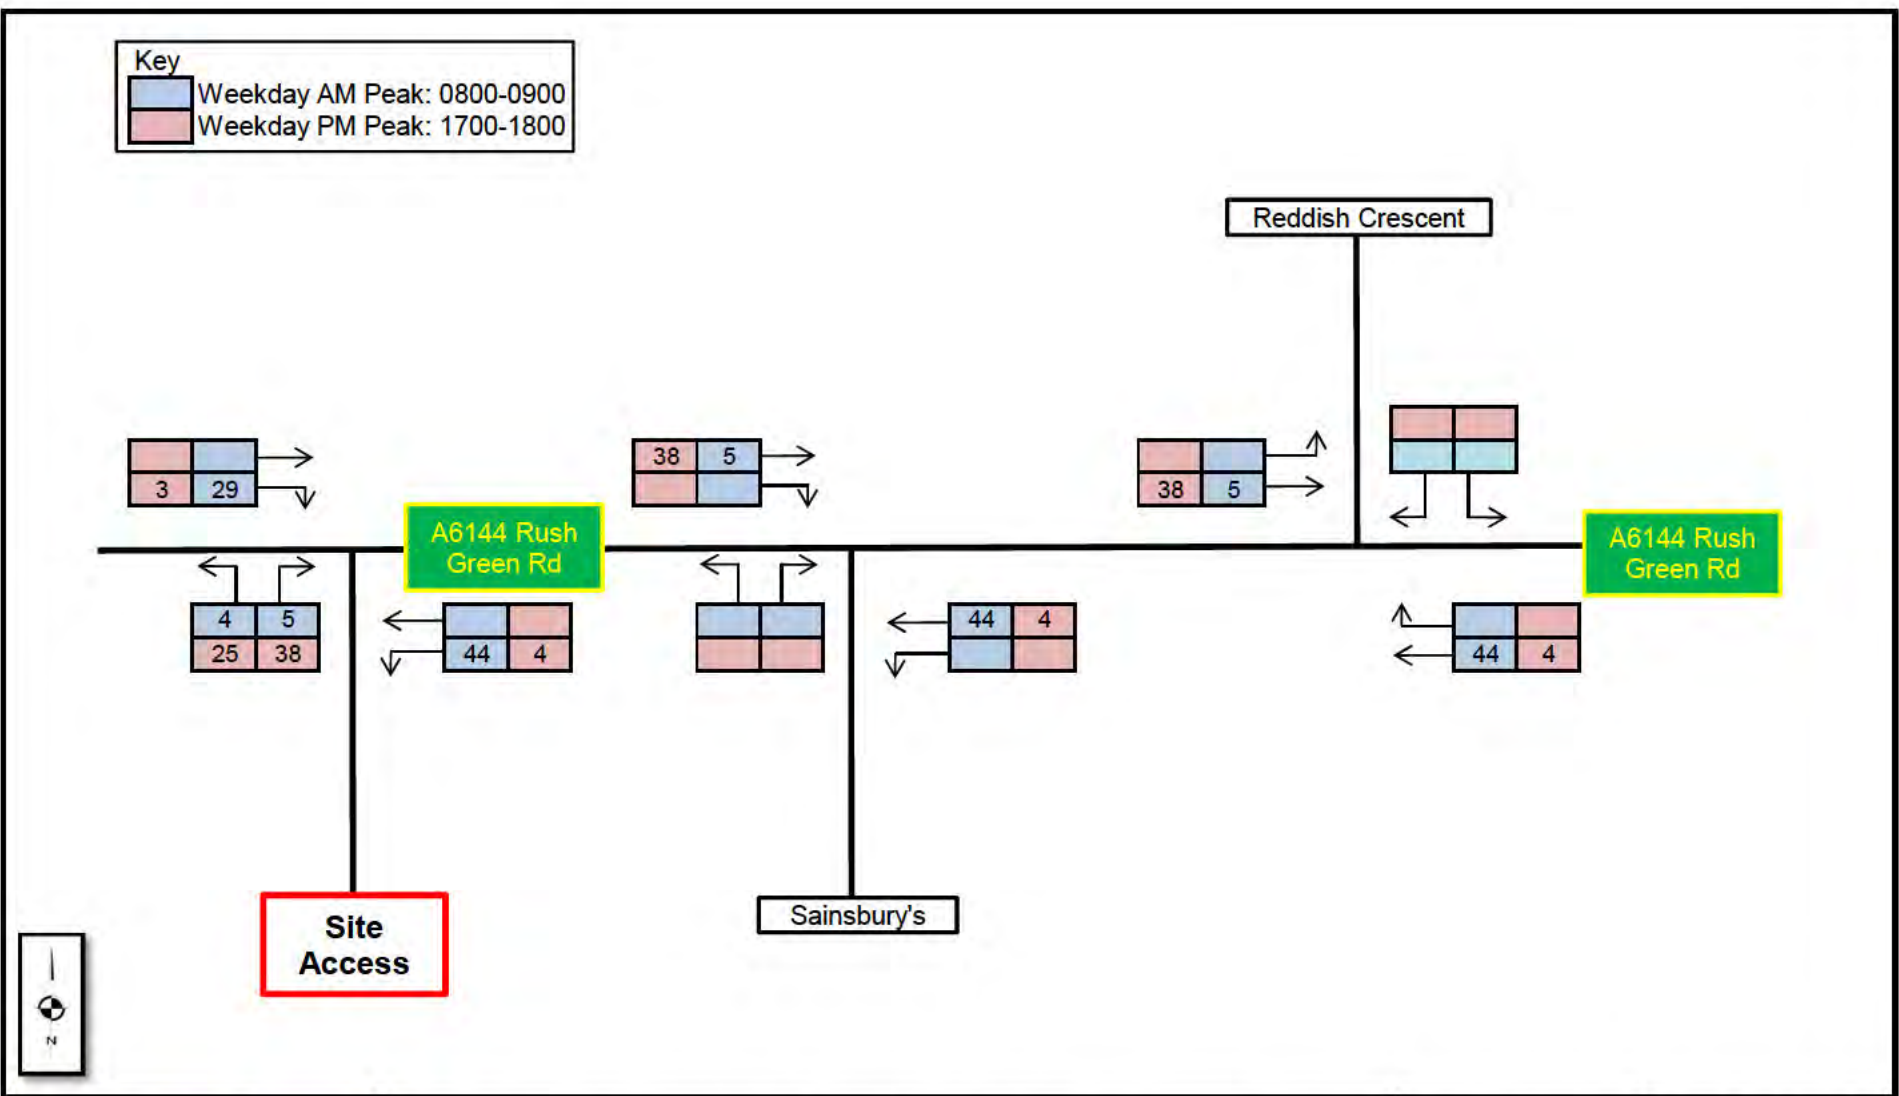 Key
Weekday AM Peak: 0800-0900
Weekday PM Peak: 1700-1800
Reddish Crescent
3 29
38 5
38 5
A6144 Rush
Green Rd
A6144 Rush
Green Rd
4 5
25 38
44 4
44 4
44 4
Site
Access
Sainsbury's
N